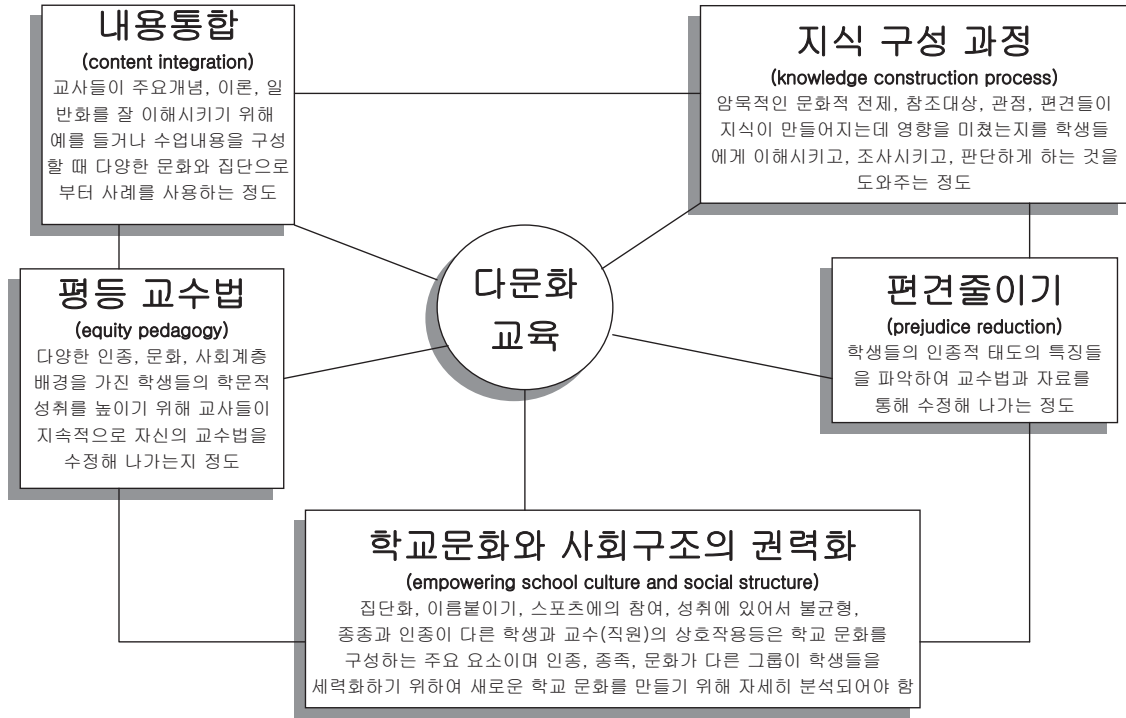 내용통합
(content integration)
교사들이 주요개념, 이론, 일
반화를 잘 이해시키기 위해
예를 들거나 수업내용을 구성
할 때 다양한 문화와 집단으로
부터 사례를 사용하는 정도
지식 구성 과정
(knowledge construction process)
암묵적인 문화적 전제, 참조대상, 관점, 편견들이
지식이 만들어지는데 영향을 미쳤는지를 학생들
에게 이해시키고, 조사시키고, 판단하게 하는 것을
도와주는 정도
다문화
교육
평등 교수법
(equity pedagogy)
다양한 인종, 문화, 사회계층
배경을 가진 학생들의 학문적
성취를 높이기 위해 교사들이
지속적으로 자신의 교수법을
수정해 나가는지 정도
편견줄이기
(prejudice reduction)
학생들의 인종적 태도의 특징들
을 파악하여 교수법과 자료를
통해 수정해 나가는 정도
학교문화와 사회구조의 권력화
(empowering school culture and social structure)
집단화, 이름붙이기, 스포츠에의 참여, 성취에 있어서 불균형,
종종과 인종이 다른 학생과 교수(직원)의 상호작용등은 학교 문화를
구성하는 주요 요소이며 인종, 종족, 문화가 다른 그룹이 학생들을
세력화하기 위하여 새로운 학교 문화를 만들기 위해 자세히 분석되어야 함